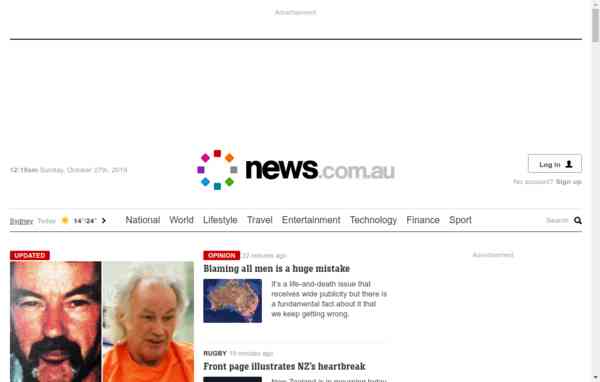 Advertisement
12:15am Sunday, October 27th, 2019
news.com.au
Log in
No account? Sign up
Sydney Today 14°/24° National World Lifestyle Travel Entertainment Technology Finance Sport Search
UPDATED
OPINION 22 minutes ago
Advertisement
Blaming all men is a huge mistake
It's a life-and-death issue that
receives wide publicity but there is
a fundamental fact about it that
we keep getting wrong.
RUGBY 19 minutes ago
Front page illustrates NZ's heartbreak
New Zealand is in mourning today